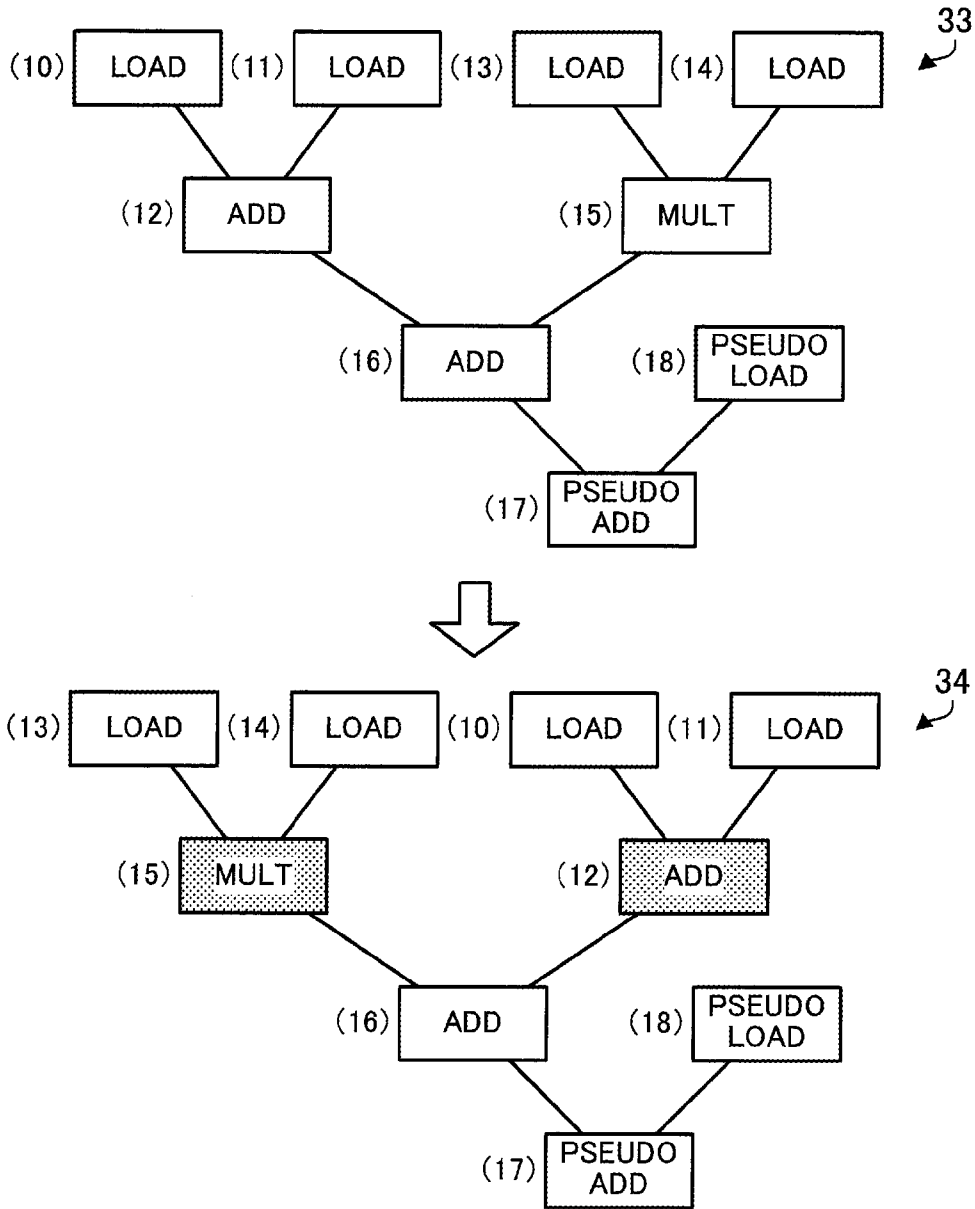 33
(10) LOAD (11) LOAD (13) LOAD (14) LOAD
(12) ADD (15) MULT
(16) ADD (18) PSEUDO
LOAD
(17) PSEUDO
ADD
34
(13) LOAD (14) LOAD (10) LOAD (11) LOAD
(15) MULT (12) ADD
(16) ADD (18) PSEUDO
LOAD
(17) PSEUDO
ADD